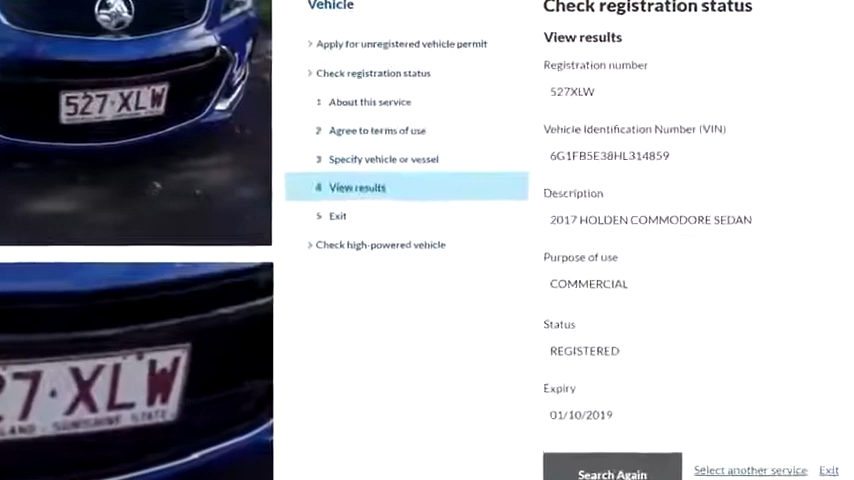 527·XLW
27·XLW
LAND - SUNSHINE STATE
Vehicle
Apply for unregistered vehicle permit
Check registration status
1 About this service
2 Agree to terms of use
3 Specify vehicle or vessel
4 View results
5 Exit
Check high-powered vehicle
Check registration status
View results
Registration number
527XLW
Vehicle Identification Number (VIN)
6G1FB5E38HL314859
Description
2017 HOLDEN COMMODORE SEDAN
Purpose of use
COMMERCIAL
Status
REGISTERED
Expiry
01/10/2019
Search Again
Select another service
Exit